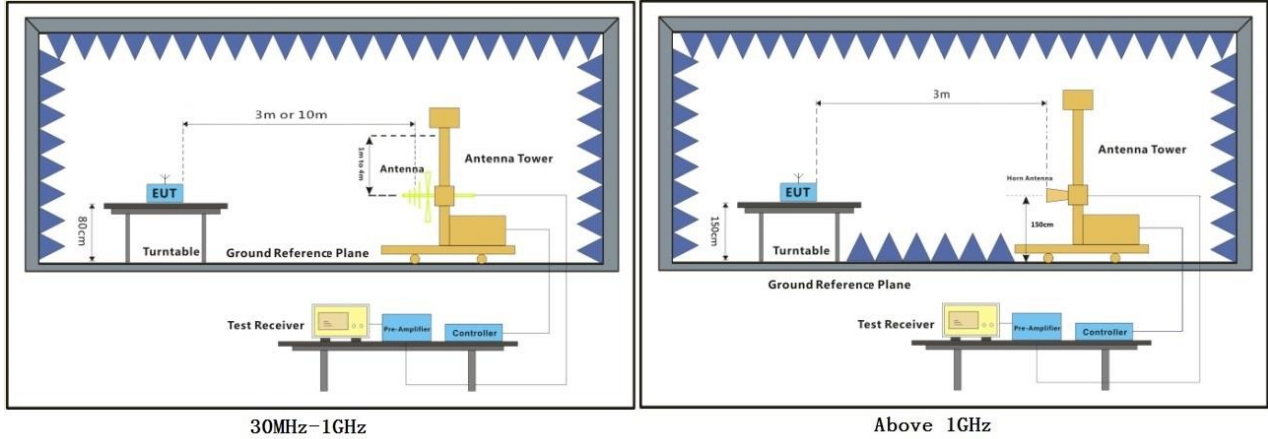 3m or 10m
1m to 4m
Antenna
Antenna Tower
EUT
80cm
Turntable
Ground Reference Plane
Test Receiver
Pre-Amplifier
Controller
30MHz-1GHz
3m
Antenna Tower
Horn Antenna
EUT
150cm
150cm
Turntable
Ground Reference Plane
Test Receiver
Pre-Amplifier
Controller
Above 1GHz